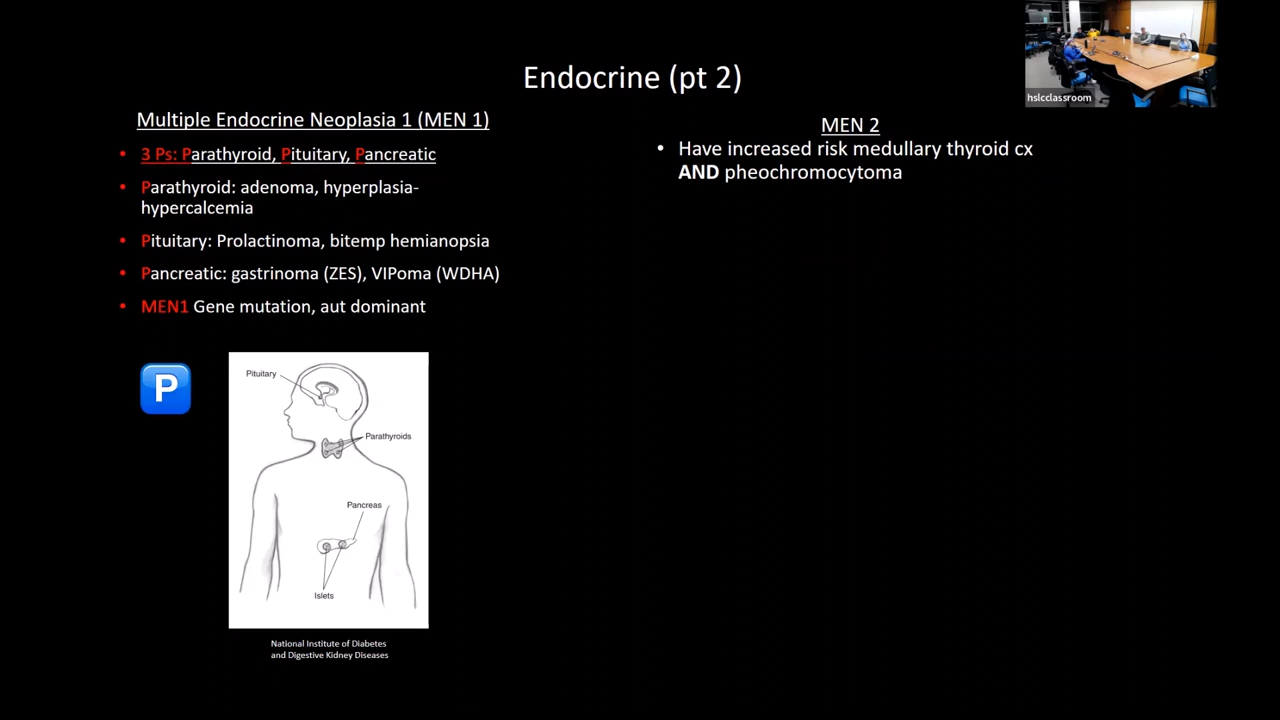 hslcclassroom
Endocrine (pt 2)
Multiple Endocrine Neoplasia 1 (MEN 1)
• 3 Ps: Parathyroid, Pituitary, Pancreatic
• Parathyroid: adenoma, hyperplasia-
hypercalcemia
• Pituitary: Prolactinoma, bitemp hemianopsia
• Pancreatic: gastrinoma (ZES), VIPoma (WDHA)
• MEN1 Gene mutation, aut dominant
P
Pituitary
Parathyroids
Pancreas
Islets
National Institute of Diabetes
and Digestive Kidney Diseases
MEN 2
• Have increased risk medullary thyroid cx
AND pheochromocytoma